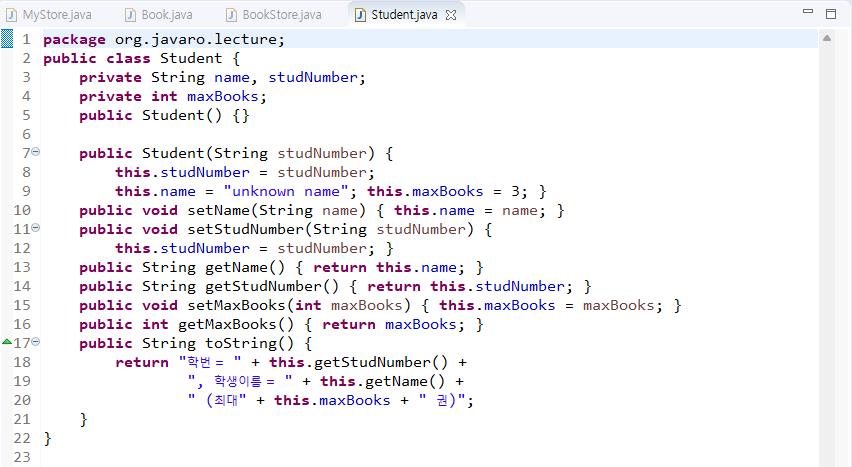 MyStore.java Book.java BookStore.java Student.java
1 package org.javaro.lecture;
2 public class Student {
3 private String name, studNumber;
4 private int maxBooks;
5 public Student() {}
6
7 public Student(String studNumber) {
8 this.studNumber = studNumber;
9 this.name = "unknown name"; this.maxBooks = 3; }
10 public void setName(String name) { this.name = name; }
11 public void setStudNumber(String studNumber) {
12 this.studNumber = studNumber; }
13 public String getName() { return this.name; }
14 public String getStudNumber() { return this.studNumber; }
15 public void setMaxBooks(int maxBooks) { this.maxBooks = maxBooks; }
16 public int getMaxBooks() { return maxBooks; }
17 public String toString() {
18 return "학번 = " + this.getStudNumber() +
19 ", 학생이름 = " + this.getName() +
20 " (최대" + this.maxBooks + " 권)";
21 }
22 }
23